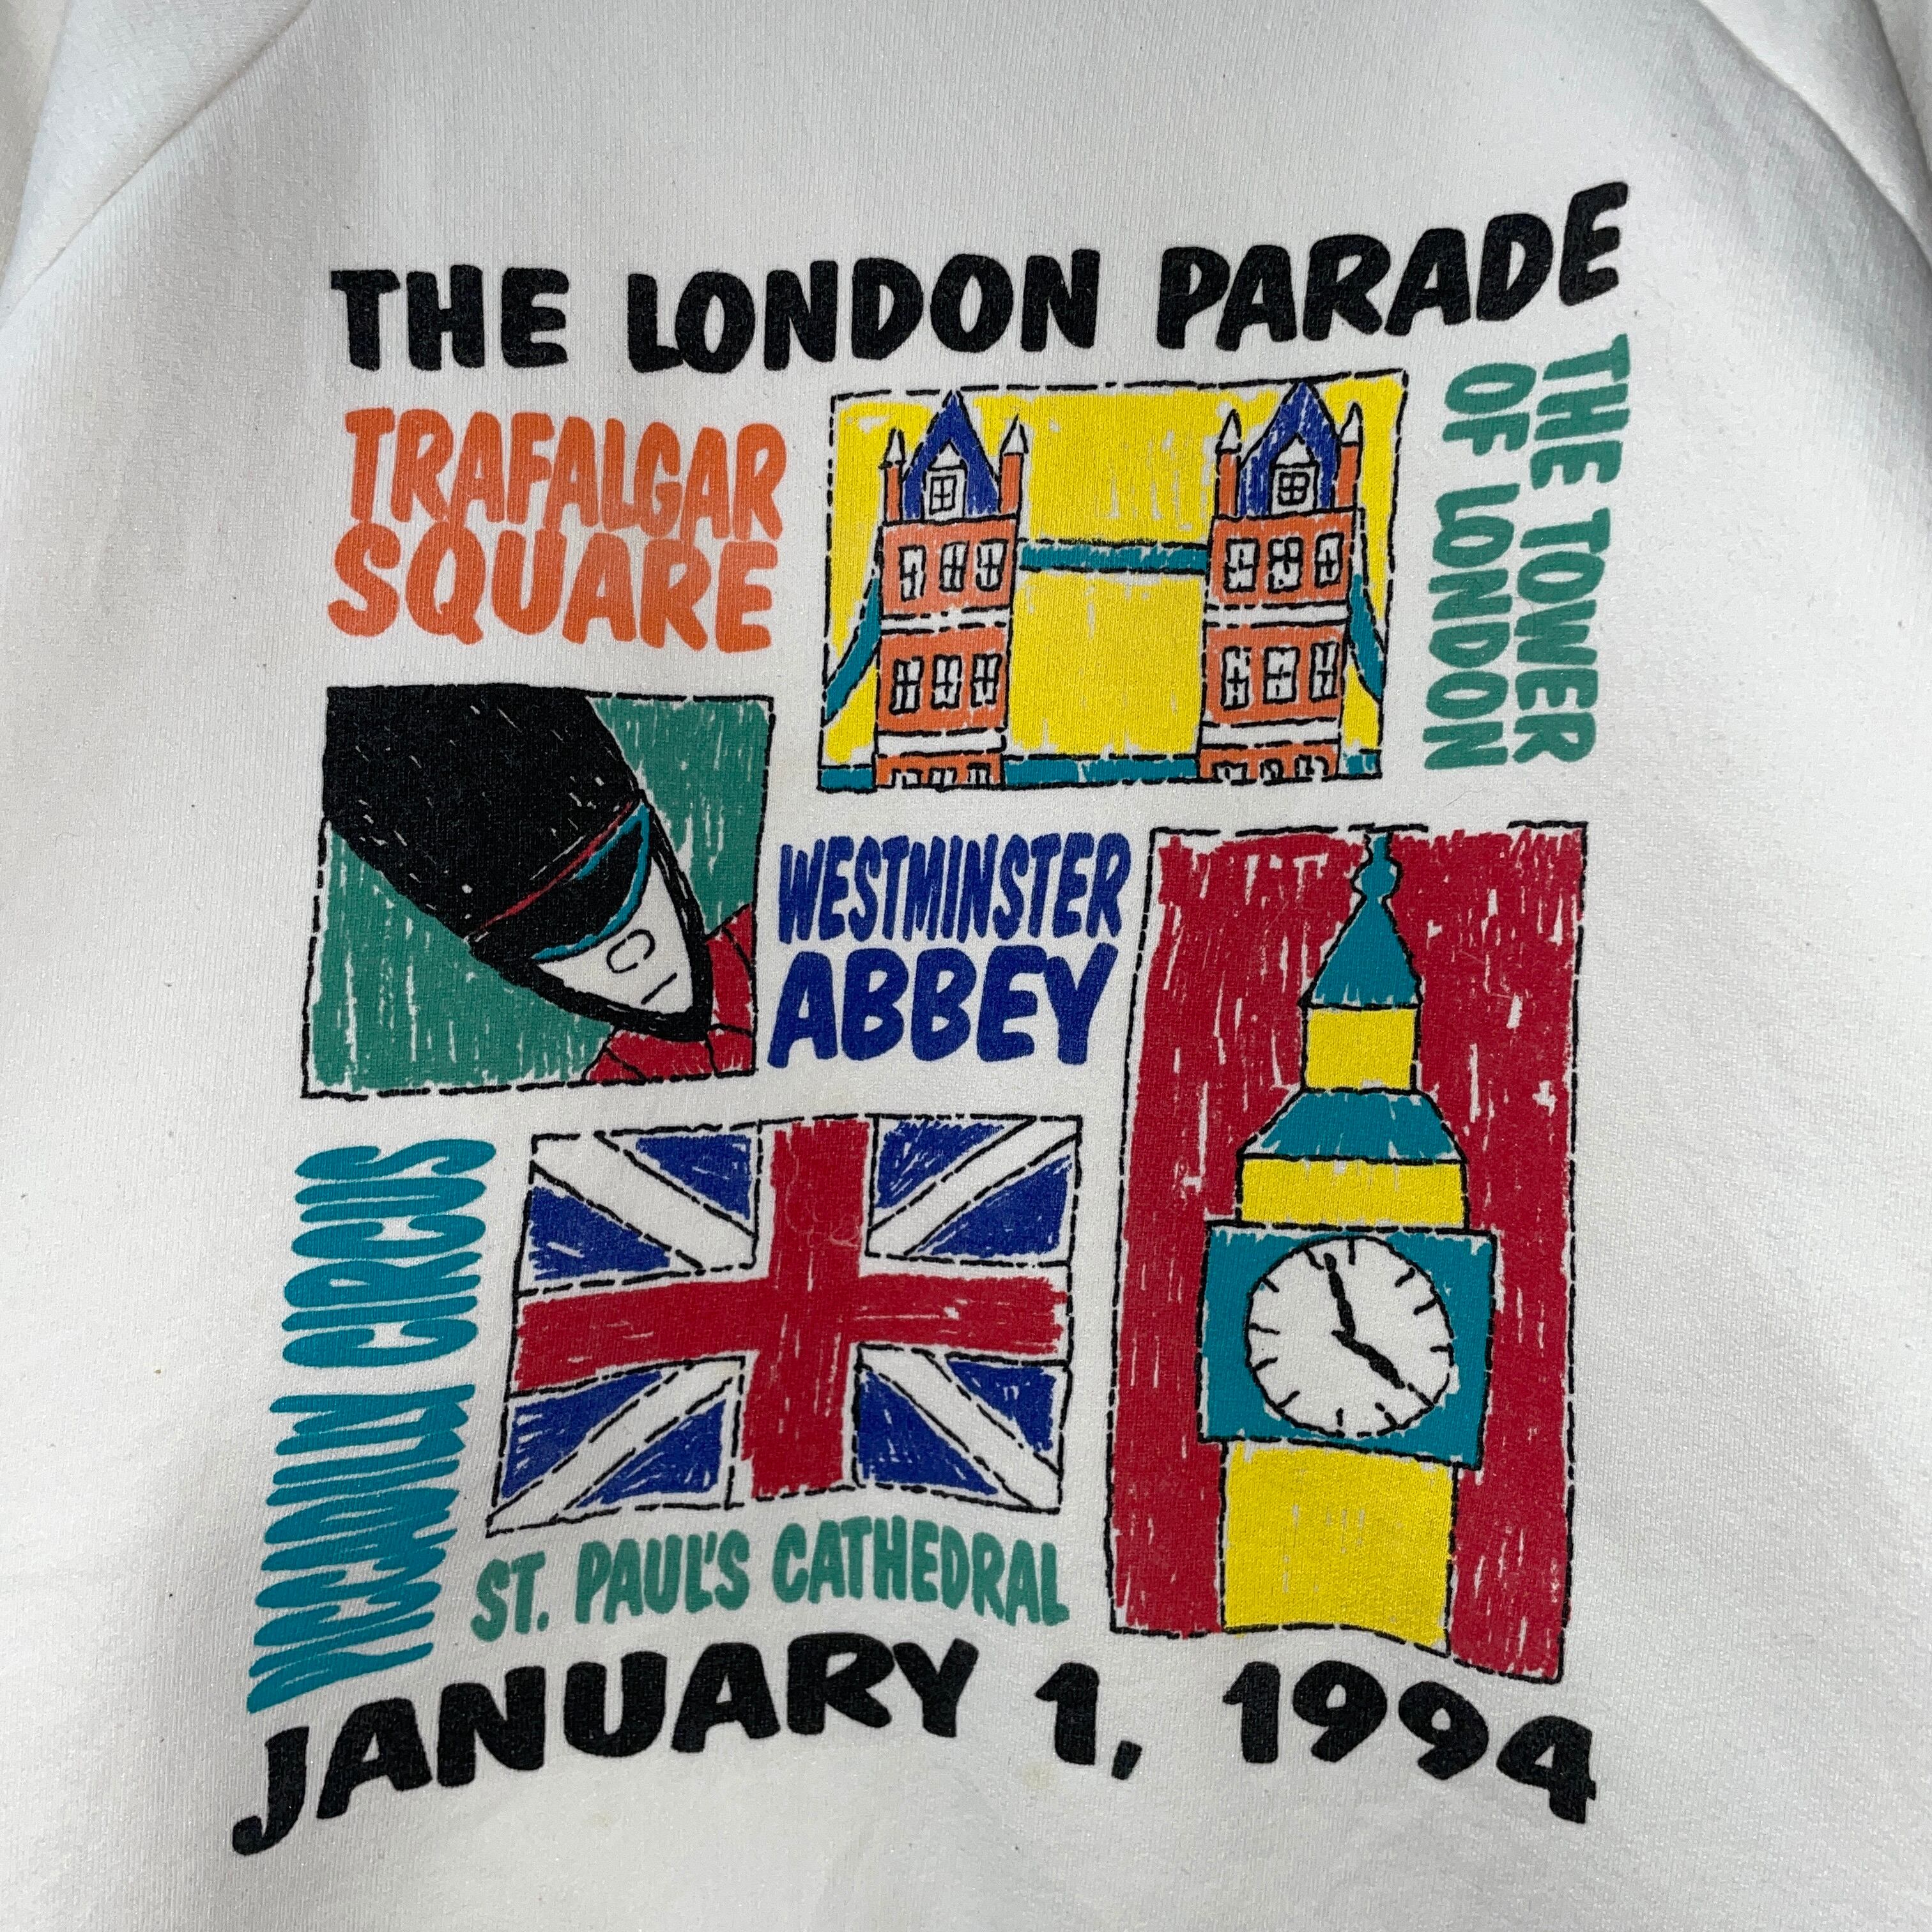 THE LONDON PARADE
TRAFALGAR
SQUARE
THE TOWER
OF LONDON
WESTMINSTER
ABBEY
PICCADILLY CIRCUS
ST. PAUL'S CATHEDRAL
JANUARY 1, 1994